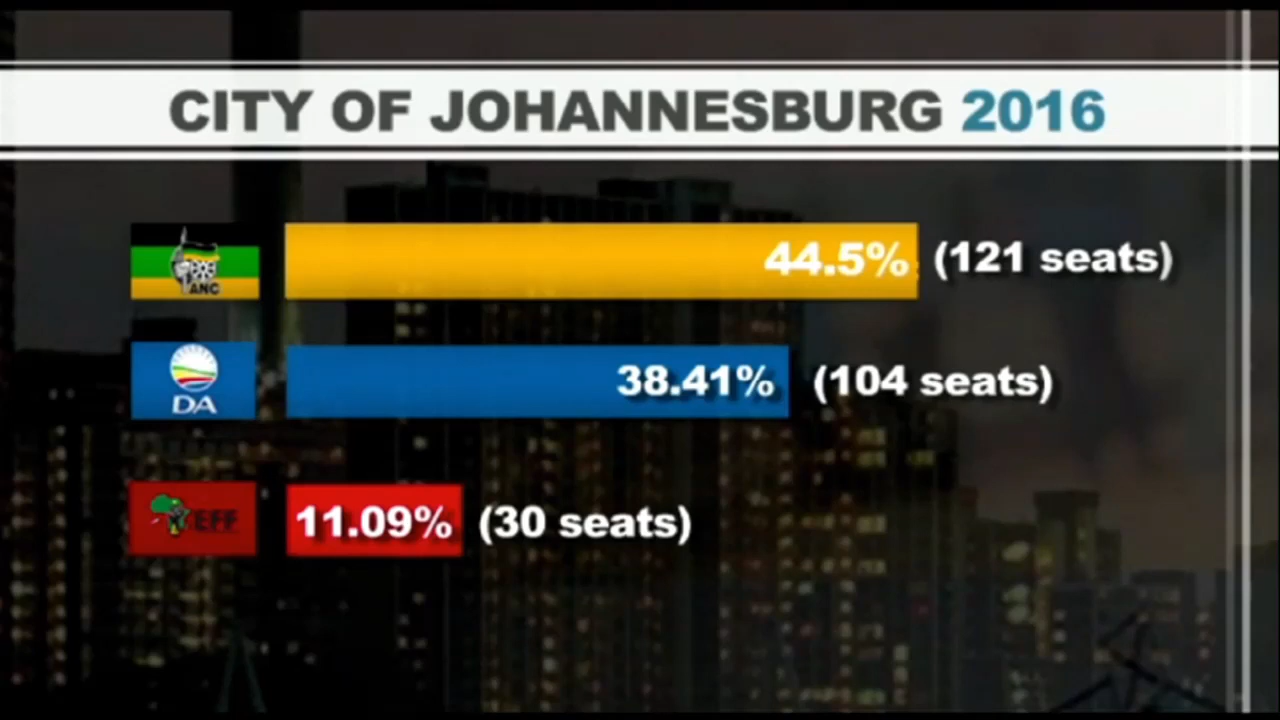 CITY OF JOHANNESBURG 2016
ANC
44.5% (121 seats)
DA
38.41% (104 seats)
EFF
11.09% (30 seats)